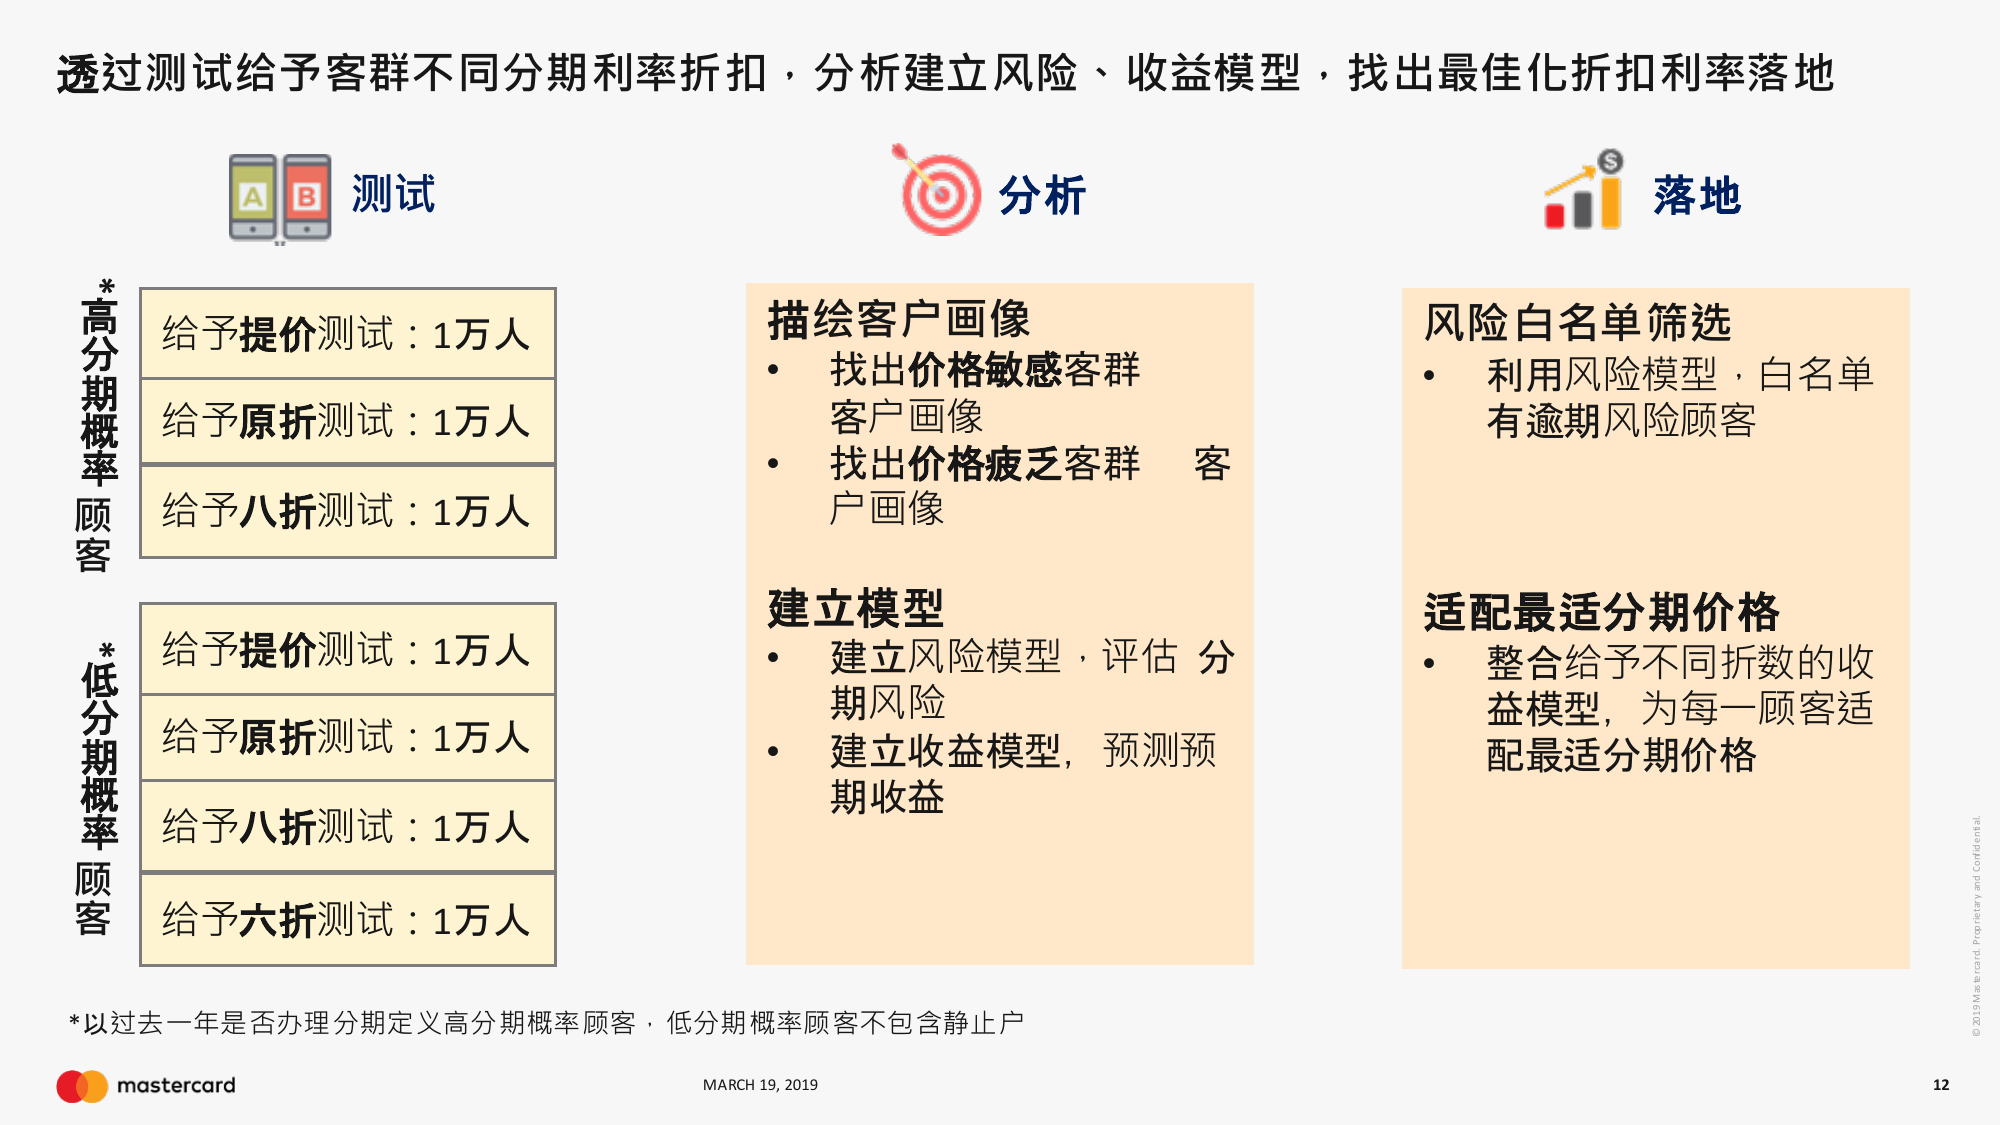 透过测试给予客群不同分期利率折扣，分析建立风险、收益模型，找出最佳化折扣利率落地
A B 测试
分析
$ 落地
*高分期概率顾客
给予提价测试：1万人
给予原折测试：1万人
给予八折测试：1万人
*低分期概率顾客
给予提价测试：1万人
给予原折测试：1万人
给予八折测试：1万人
给予六折测试：1万人
描绘客户画像
• 找出价格敏感客群
客户画像
• 找出价格疲乏客群 客
户画像
建立模型
• 建立风险模型，评估 分
期风险
• 建立收益模型，预测预
期收益
风险白名单筛选
• 利用风险模型，白名单
有逾期风险顾客
适配最适分期价格
• 整合给予不同折数的收
益模型，为每一顾客适
配最适分期价格
*以过去一年是否办理分期定义高分期概率顾客，低分期概率顾客不包含静止户
©2019 Mastercard. Proprietary and Confidential.
mastercard
MARCH 19, 2019
12